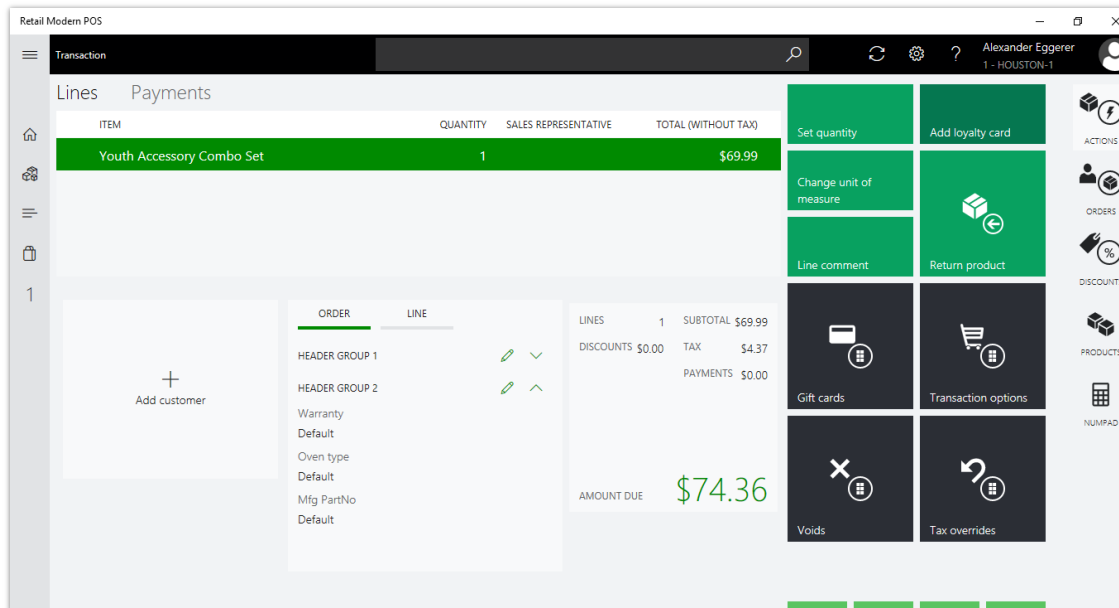 Retail Modern POS
Transaction
?
Alexander Eggerer
1 - HOUSTON-1
Lines Payments
ITEM QUANTITY SALES REPRESENTATIVE TOTAL (WITHOUT TAX)
Youth Accessory Combo Set 1 $69.99
1
Add customer
ORDER LINE
HEADER GROUP 1
HEADER GROUP 2
Warranty
Default
Oven type
Default
Mfg PartNo
Default
LINES 1 SUBTOTAL $69.99
DISCOUNTS $0.00 TAX $4.37
PAYMENTS $0.00
AMOUNT DUE $74.36
Set quantity
Add loyalty card
Change unit of
measure
Line comment
Return product
Gift cards
Transaction options
Voids
Tax overrides
ACTIONS
ORDERS
%
DISCOUNT
PRODUCTS
NUMPAD